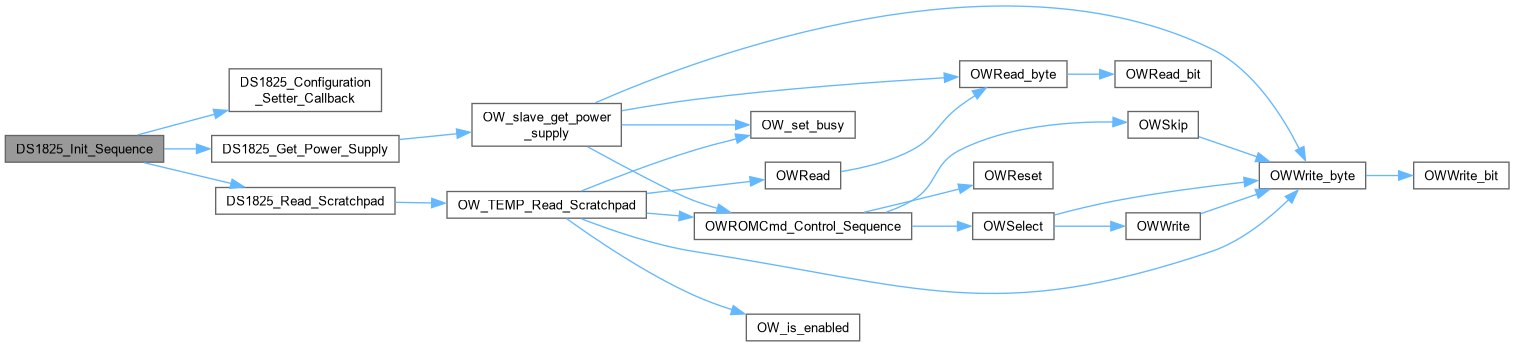 DS1825_Init_Sequence
DS1825_Configuration
_Setter_Callback
DS1825_Get_Power_Supply
DS1825_Read_Scratchpad
OW_slave_get_power
_supply
OW_TEMP_Read_Scratchpad
OW_set_busy
OWRead
OWROMCmd_Control_Sequence
OW_is_enabled
OWRead_byte
OWReset
OWSelect
OWRead_bit
OWSkip
OWWrite
OWWrite_byte
OWWrite_bit